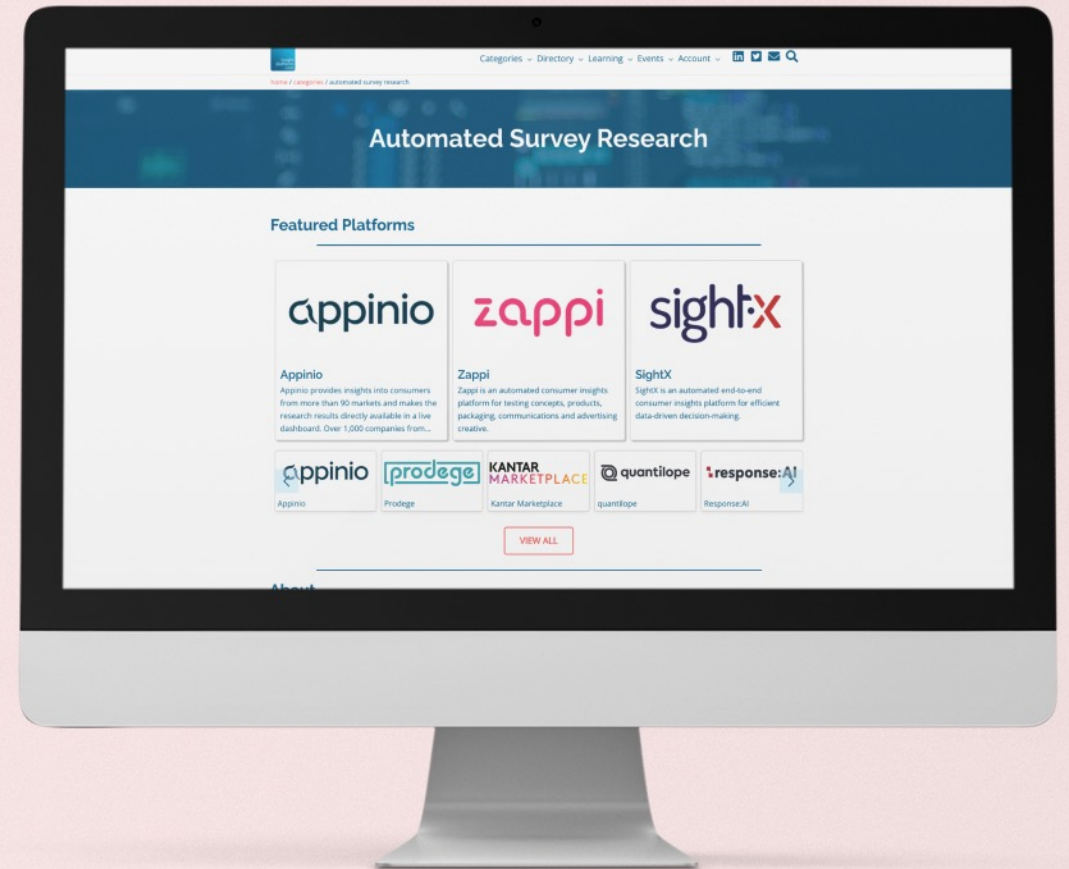 Categories Directory Learning Events Account
home / categories / automated survey research
Automated Survey Research
Featured Platforms
appinio
zappi
sightx
Appinio
Appinio provides insights into consumers
from more than 90 markets and makes the
research results directly available in a live
dashboard. Over 1,000 companies from...
Zappi
Zappi is an automated consumer insights
platform for testing concepts, products,
packaging, communications and advertising
creative.
SightX
SightX is an automated end-to-end
consumer insights platform for efficient
data-driven decision-making.
appinio
prodege
KANTAR
MARKETPLACE
quantilope
response:AI
Appinio
Prodege
Kantar Marketplace
quantilope
Response:AI
VIEW ALL
About